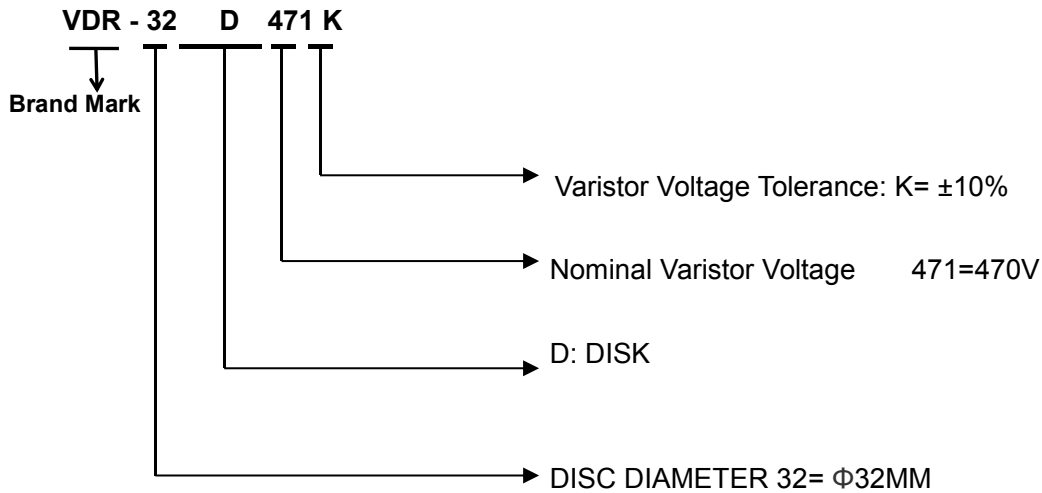 VDR - 32 D 471 K
Brand Mark
Varistor Voltage Tolerance: K= ±10%
Nominal Varistor Voltage 471=470V
D: DISK
DISC DIAMETER 32= Φ32MM